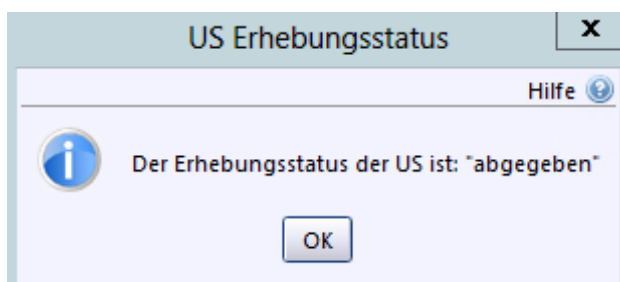 US Erhebungsstatus
x
Hilfe
Der Erhebungsstatus der US ist: "abgegeben"
OK